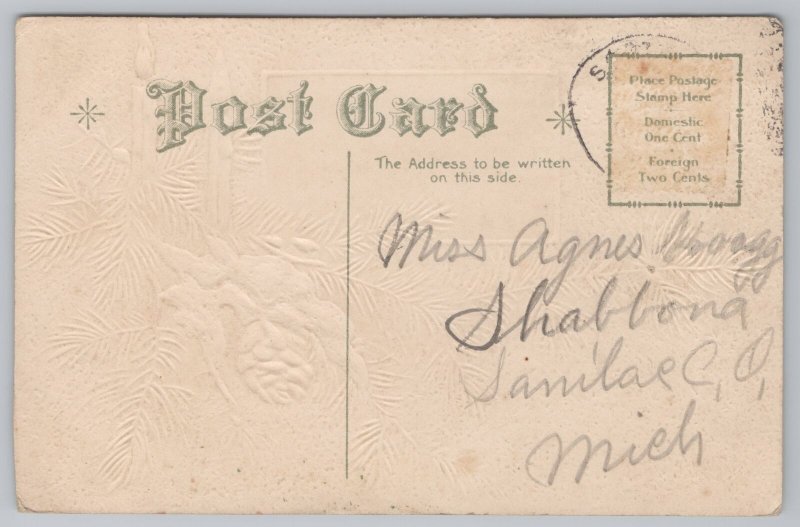 Post Card
The Address to be written
on this side.
Place Postage
Stamp Here
Domestic
One Cent
Foreign
Two Cents
Miss Agnes
Shabbona
Sanilac C, O,
Mich